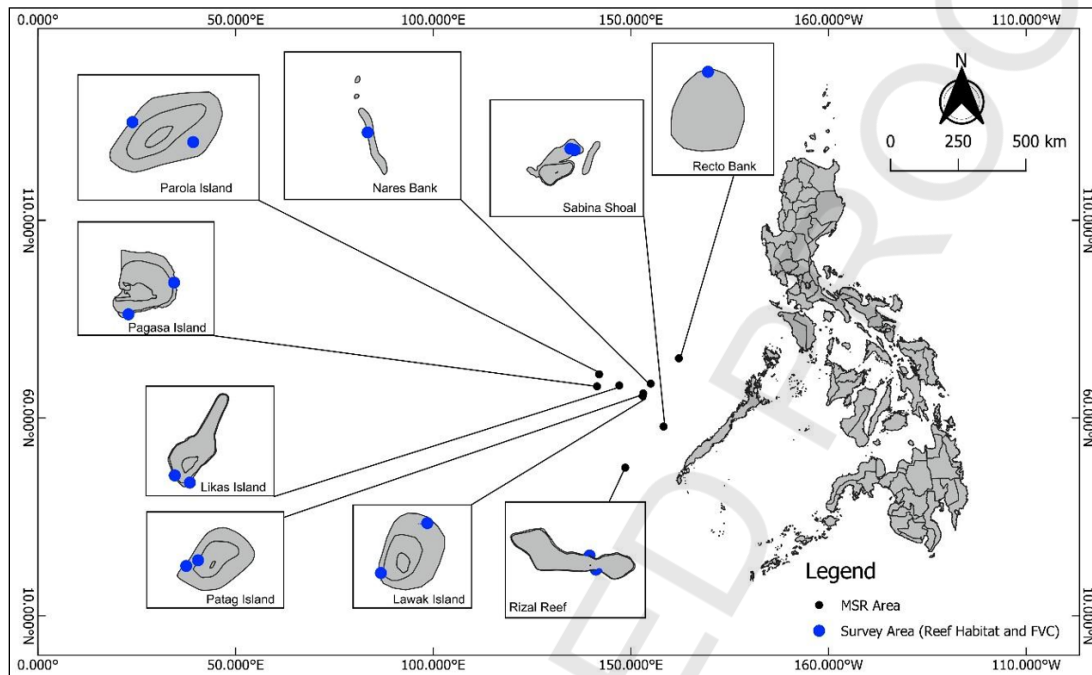 0.000° 50.000°E 100.000°E 150.000°E 160.000°W 110.000°W
N
0 250 500 km
Parola Island
Nares Bank
Sabina Shoal
Recto Bank
Pagasa Island
Likas Island
Patag Island
Lawak Island
Rizal Reef
110.000°N
60.000°N
10.000°N
110.000°N
60.000°N
10.000°N
Legend
MSR Area
Survey Area (Reef Habitat and FVC)
0.000° 50.000°E 100.000°E 150.000°E 160.000°W 110.000°W